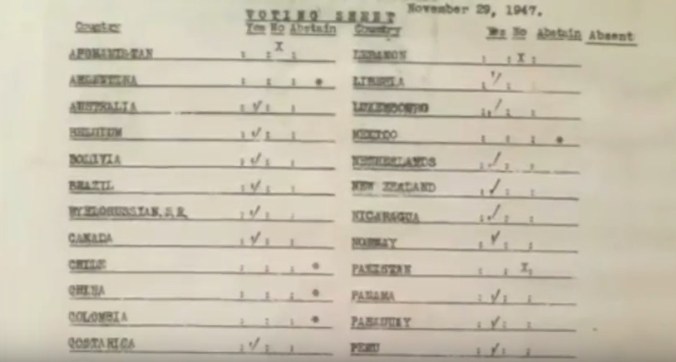 VOTING SHEET November 29, 1947.
Country Yes No Abstain Country Yes No Abstain Absent
AFGHANISTAN : : X : LEBANON : : X :
ARGENTINA : : : LIBERIA : ✓ : :
AUSTRALIA : ✓ : : LUXEMBOURG : ✓ : :
BELGIUM : ✓ : : MEXICO : : :
BOLIVIA : ✓ : : NETHERLANDS : ✓ : :
BRAZIL : ✓ : : NEW ZEALAND : ✓ : :
BYELORUSSIAN.S.R. : ✓ : : NICARAGUA : ✓ : :
CANADA : ✓ : : NORWAY : ✓ : :
CHILE : : : PAKISTAN : : X :
CHINA : : : PANAMA : ✓ : :
COLOMBIA : : : PARAGUAY : ✓ : :
COSTARICA : ✓ : : PERU : ✓ : :